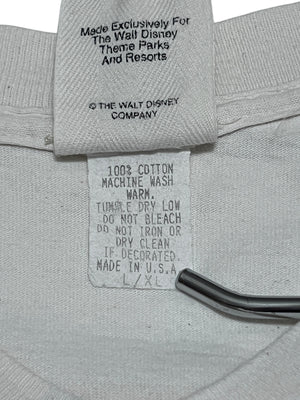 Made Exclusively For
The Walt Disney
Theme Parks
And Resorts
© THE WALT DISNEY
COMPANY
100% COTTON
MACHINE WASH
WARM.
TUMBLE DRY LOW
DO NOT BLEACH
DO NOT IRON OR
DRY CLEAN
IF DECORATED.
MADE IN U.S.A
L/XL